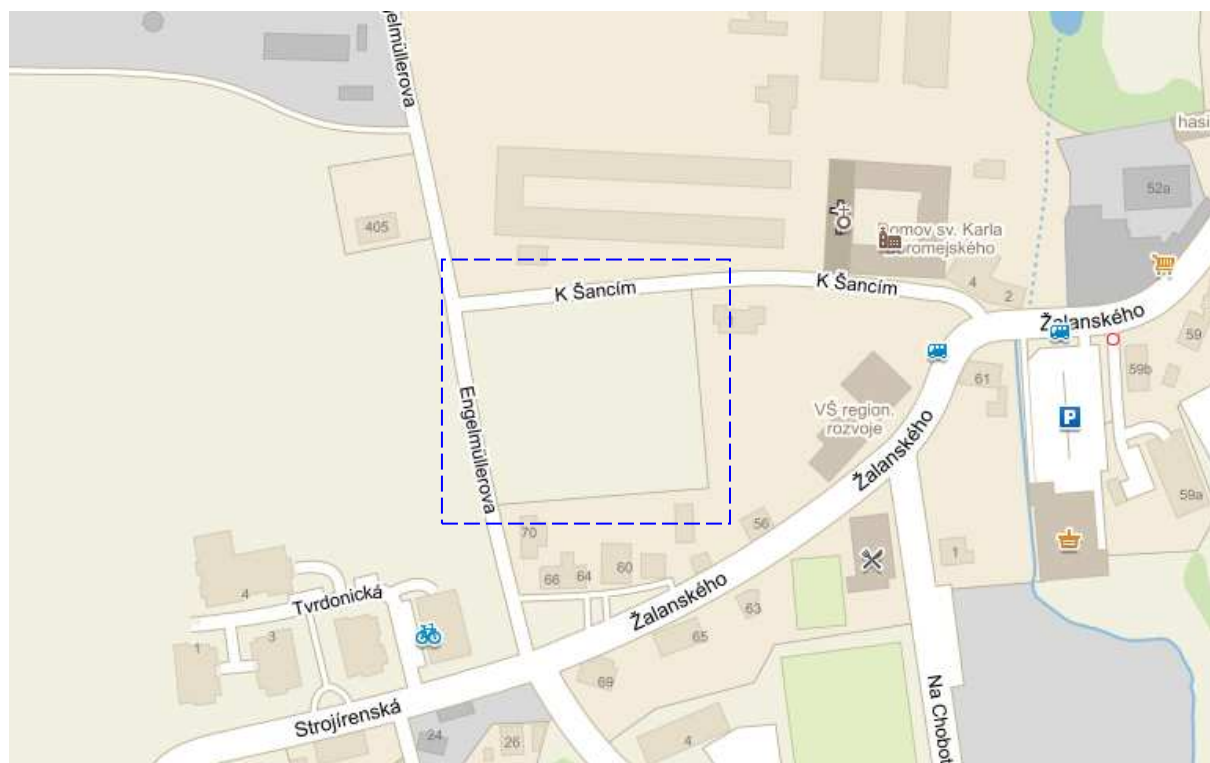 gelmüllerova
hasi
52a
405
Domov sv. Karla
Boromejského
K Šancím
K Šancím
4
2
Žalanského
59
59b
61
P
VŠ region.
rozvoje
Engelmüllerova
Žalanského
59a
70
56
66
64
60
1
4
Tvrdonická
Žalanského
63
65
1
3
69
Na Chobot
Strojírenská
24
26
4